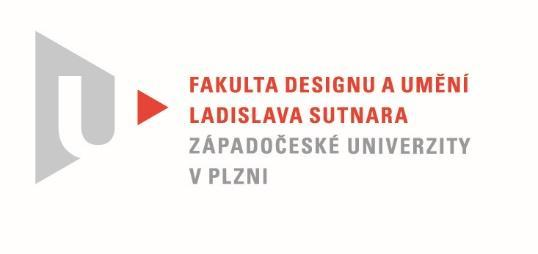 U
FAKULTA DESIGNU A UMĚNÍ
LADISLAVA SUTNARA
ZÁPADOČESKÉ UNIVERZITY
V PLZNI